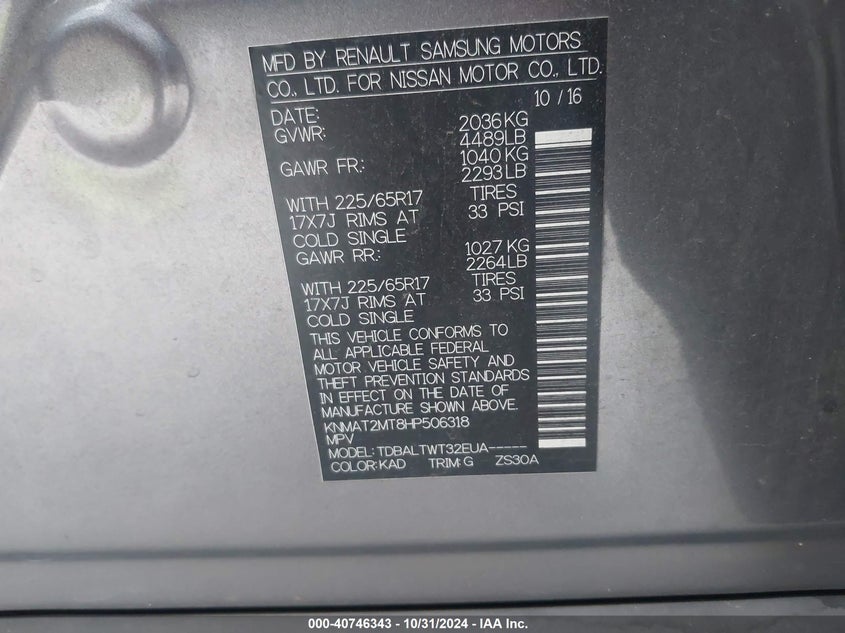 MFD BY RENAULT SAMSUNG MOTORS
CO., LTD. FOR NISSAN MOTOR CO., LTD.
10 / 16
DATE:
GVWR: 2036KG
4489LB
GAWR FR.: 1040KG
2293LB
WITH 225/65R17 TIRES
17X7J RIMS AT 33 PSI
COLD SINGLE
GAWR RR.: 1027KG
2264LB
WITH 225/65R17 TIRES
17X7J RIMS AT 33 PSI
COLD SINGLE
THIS VEHICLE CONFORMS TO
ALL APPLICABLE FEDERAL
MOTOR VEHICLE SAFETY AND
THEFT PREVENTION STANDARDS
IN EFFECT ON THE DATE OF
MANUFACTURE SHOWN ABOVE.
KNMAT2MT8HP506318
MPV
MODEL: TDBALTWT32EUA-----
COLOR:KAD TRIM:G ZS30A
000-40746343 - 10/31/2024 - IAA Inc.